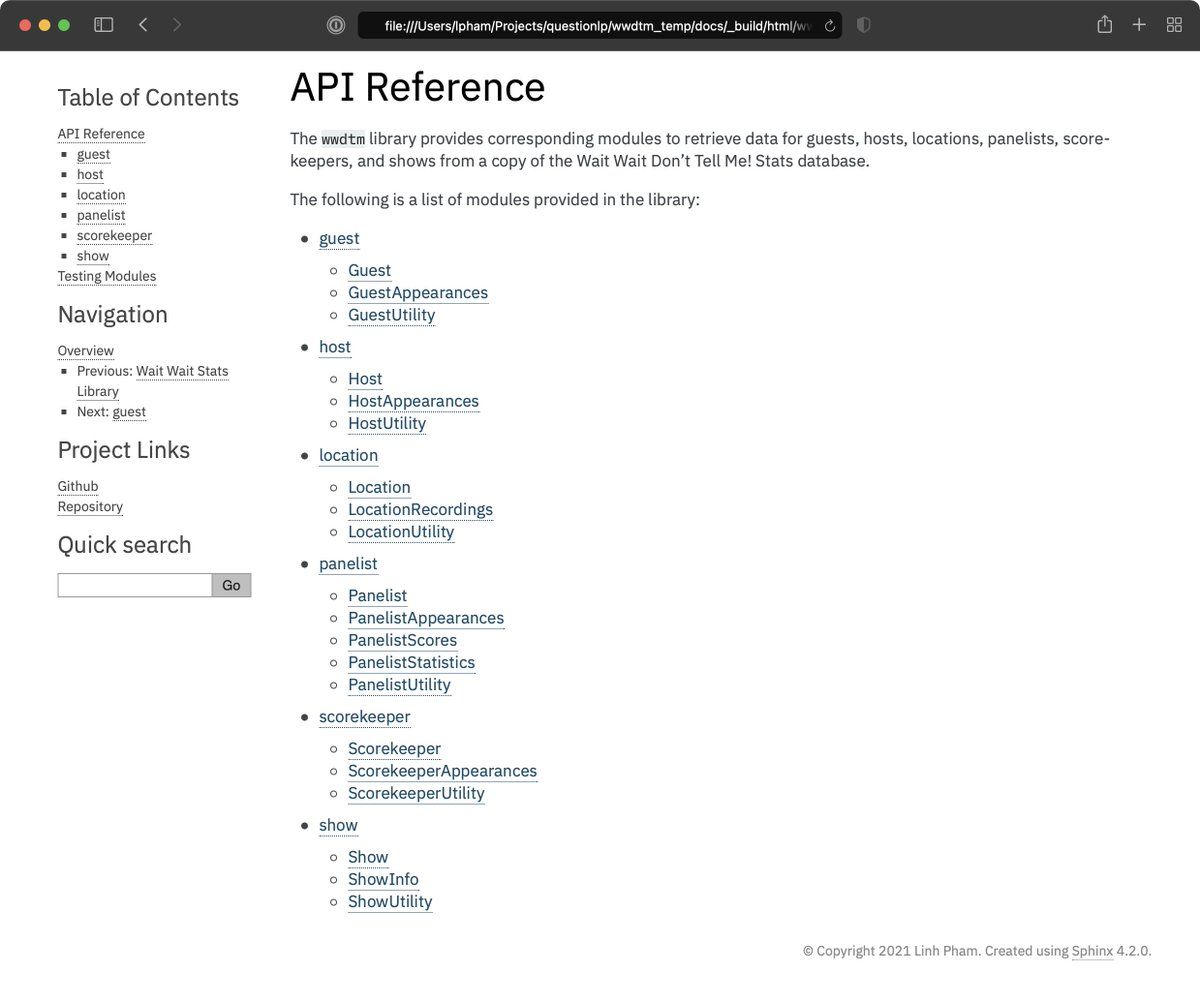 file:///Users/lpham/Projects/questionlp/wwdtm_temp/docs/_build/html/ww
Table of Contents
API Reference
guest
host
location
panelist
scorekeeper
show
Testing Modules
Navigation
Overview
Previous: Wait Wait Stats
Library
Next: guest
Project Links
Github
Repository
Quick search
Go
API Reference
The wwdtm library provides corresponding modules to retrieve data for guests, hosts, locations, panelists, score-
keepers, and shows from a copy of the Wait Wait Don’t Tell Me! Stats database.
The following is a list of modules provided in the library:
guest
Guest
GuestAppearances
GuestUtility
host
Host
HostAppearances
HostUtility
location
Location
LocationRecordings
LocationUtility
panelist
Panelist
PanelistAppearances
PanelistScores
PanelistStatistics
PanelistUtility
scorekeeper
Scorekeeper
ScorekeeperAppearances
ScorekeeperUtility
show
Show
ShowInfo
ShowUtility
© Copyright 2021 Linh Pham. Created using Sphinx 4.2.0.